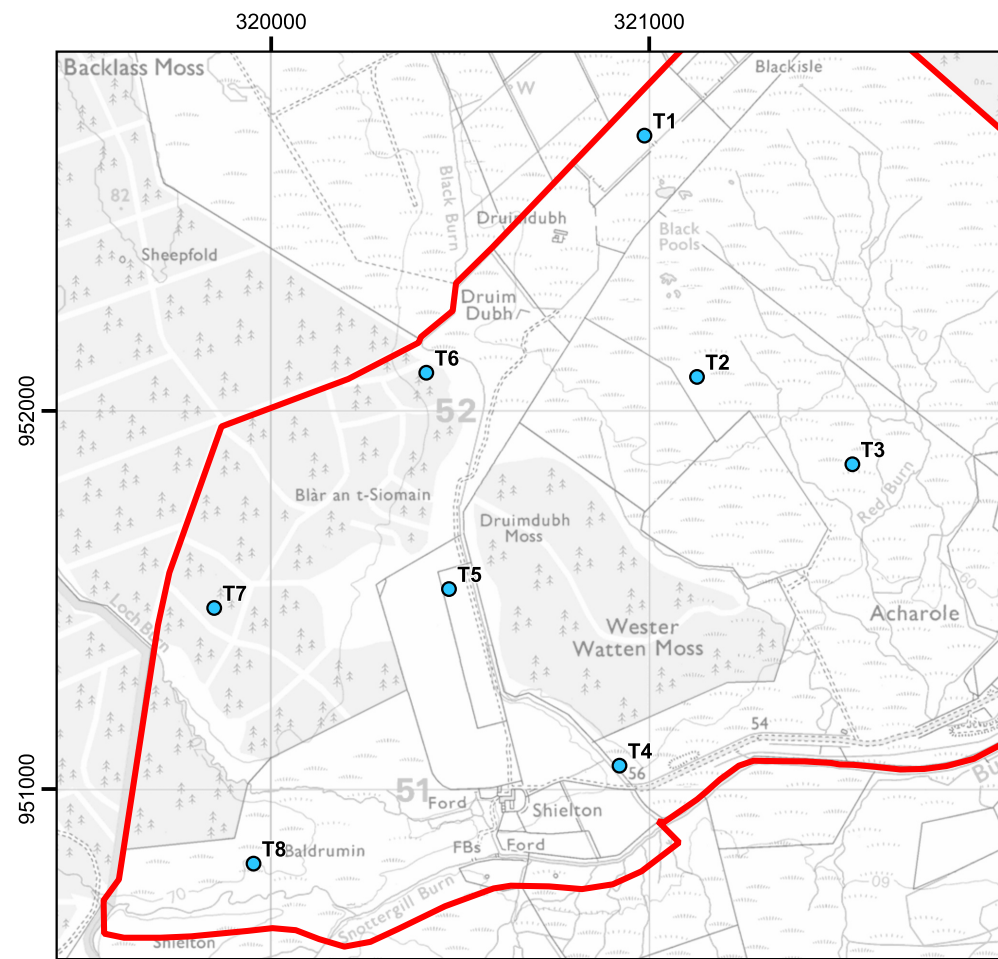 320000
321000
Backlass Moss
Blackisle
W
T1
82
Black Burn
Druimdubh
Black
Pools
Sheepfold
Druim
Dubh
70
T6
T2
952000
52
T3
Red Burn
Blàr an t-Siomain
Druimdubh
Moss
T5
60
T7
Loch Burn
Acharole
Wester
Watten Moss
54
T4
56
951000
51
Ford
Shielton
T8
Baldrumin
FBs
Ford
70
Snottergill Burn
60
Shielton